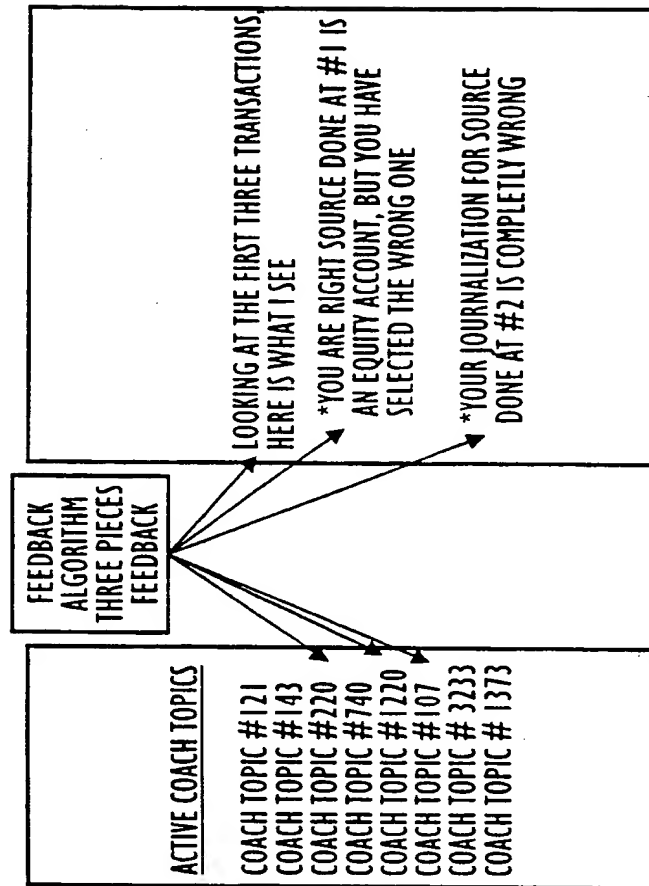 ACTIVE COACH TOPICS
COACH TOPIC #121
COACH TOPIC #143
COACH TOPIC #220
COACH TOPIC #740
COACH TOPIC #1220
COACH TOPIC #107
COACH TOPIC # 3233
COACH TOPIC # 1373
FEEDBACK
ALGORITHM
THREE PIECES
FEEDBACK
LOOKING AT THE FIRST THREE TRANSACTIONS,
HERE IS WHAT I SEE
*YOU ARE RIGHT SOURCE DONE AT #1 IS
AN EQUITY ACCOUNT, BUT YOU HAVE
SELECTED THE WRONG ONE
*YOUR JOURNALIZATION FOR SOURCE
DONE AT #2 IS COMPLETLY WRONG